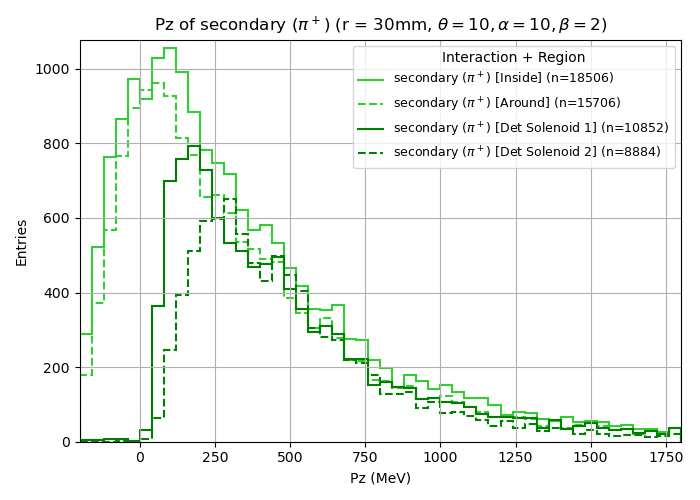 Pz of secondary (π⁺) (r = 30mm, θ = 10, α = 10, β = 2)
Interaction + Region
secondary (π⁺) [Inside] (n=18506)
secondary (π⁺) [Around] (n=15706)
secondary (π⁺) [Det Solenoid 1] (n=10852)
secondary (π⁺) [Det Solenoid 2] (n=8884)
Entries
1000
800
600
400
200
0
0 250 500 750 1000 1250 1500 1750
Pz (MeV)